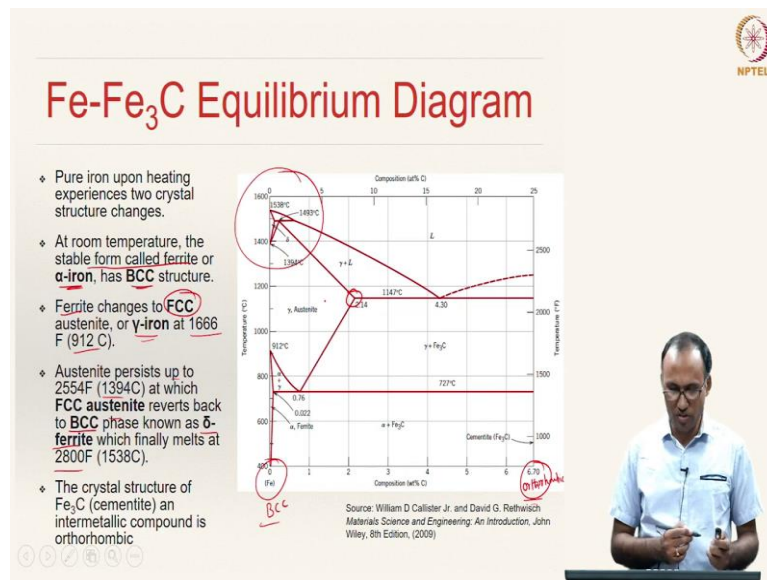 NPTEL
Fe-Fe3C Equilibrium Diagram
Pure iron upon heating
experiences two crystal
structure changes.
At room temperature, the
stable form called ferrite or
α-iron, has BCC structure.
Ferrite changes to FCC
austenite, or γ-iron at 1666
F (912 C).
Austenite persists up to
2554F (1394C) at which
FCC austenite reverts back
to BCC phase known as δ-
ferrite which finally melts at
2800F (1538C).
The crystal structure of
Fe3C (cementite) an
intermetallic compound is
orthorhombic
Composition (at% C)
0 5 10 15 20 25
1600
1538°C
1493°C
L
1400
δ
1394°C
γ + L
2500
1200
1147°C
2.14
4.30
γ, Austenite
2000
Temperature (°C)
Temperature (°F)
1000
γ + Fe3C
912°C
α
+
γ
1500
800
727°C
0.76
0.022
600
α, Ferrite
α + Fe3C
Cementite (Fe3C)
1000
400
0 1 2 3 4 5 6 6.70
(Fe)
Composition (wt% C)
Orthorhombic
BCC
Source: William D Callister Jr. and David G. Rethwisch
Materials Science and Engineering: An Introduction, John
Wiley, 8th Edition, (2009)